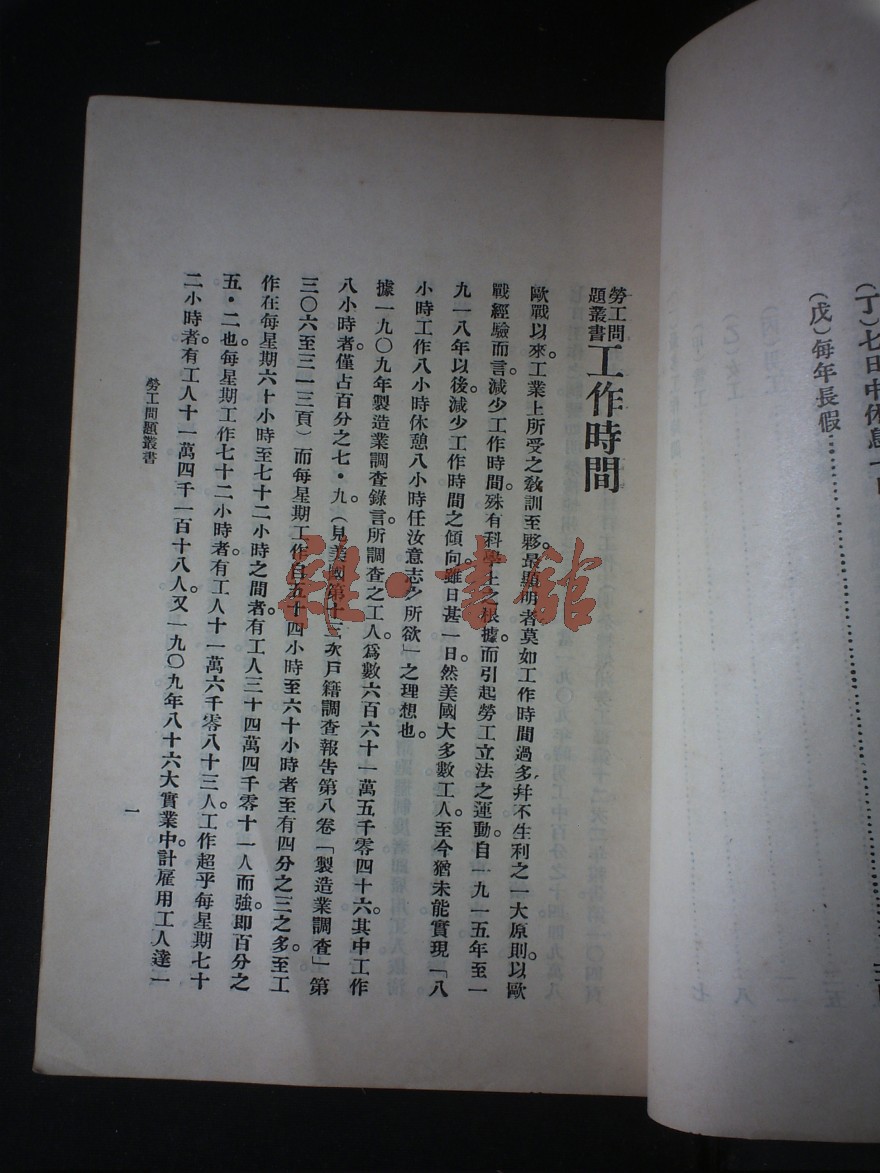 (丁)七日中休息一日
(戊)每年長假……
勞工問
題叢書
工作時間
歐戰以來。工業上所受之敎訓至夥。最顯明者。莫如工作時間過多。幷不生利之一大原則。以歐
戰經驗而言。減少工作時間。殊有科學上之根據。而引起勞工立法之運動。自一九一五年至一
九一八年以後。減少工作時間之傾向。雖日甚一日。然美國大多數工人。至今猶未能實現「八
小時工作八小時休憩八小時任汝意志之所欲」之理想也。
據一九〇九年製造業調查錄言。所調查之工人。爲數六百六十一萬五千零四十六。其中工作
八小時者。僅占百分之七·九。(見美國第十三次戶籍調查報吿第八卷「製造業調查」第
三〇六至三一三頁)而每星期工作自五十四小時至六十小時者。至有四分之三之多。至工
作在每星期六十小時至七十二小時之間者。有工人三十四萬四千零十一人而強。卽百分之
五·二也。每星期工作七十二小時者。有工人十一萬六千零八十三人。工作超乎每星期七十
二小時者。有工人十一萬四千一百十八人。又一九〇九年八十六大實業中。計雇用工人達一
勞工問題叢書
一
雜·書館